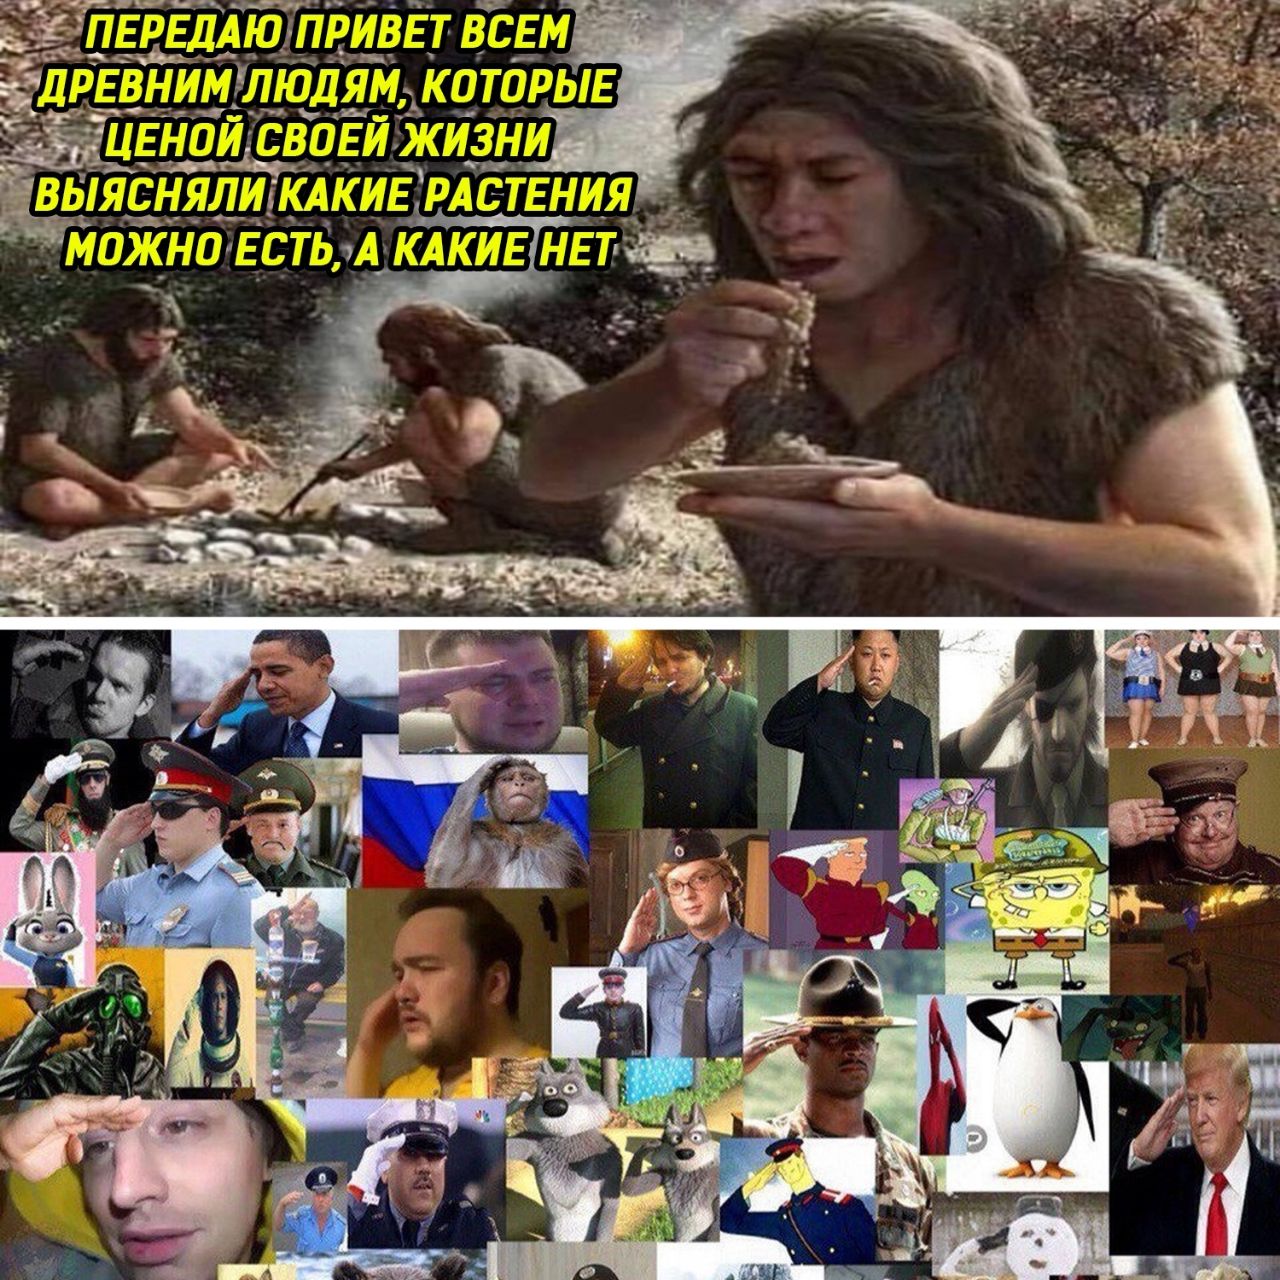 ПЕРЕДАЮ ПРИВЕТ ВСЕМ
ДРЕВНИМ ЛЮДЯМ, КОТОРЫЕ
ЦЕНОЙ СВОЕЙ ЖИЗНИ
ВЫЯСНЯЛИ КАКИЕ РАСТЕНИЯ
МОЖНО ЕСТЬ, А КАКИЕ НЕТ